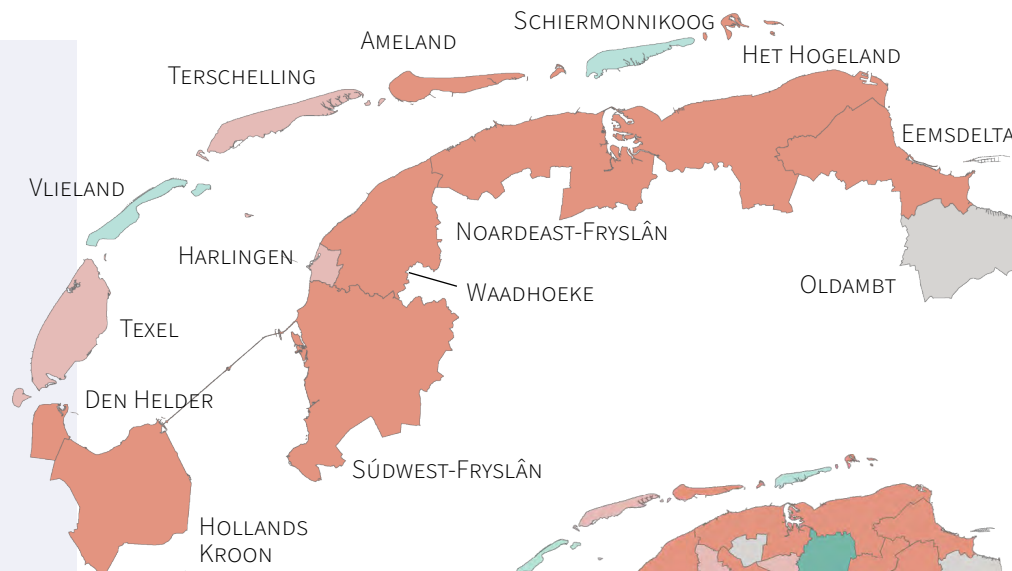 SCHIERMONNIKOOG
AMELAND
HET HOGELAND
TERSCHELLING
EEMSDELTA
VLIELAND
NOARDEAST-FRYSLÂN
HARLINGEN
OLDAMBT
WAADHOEKE
TEXEL
DEN HELDER
SÚDWEST-FRYSLÂN
HOLLANDS
KROON